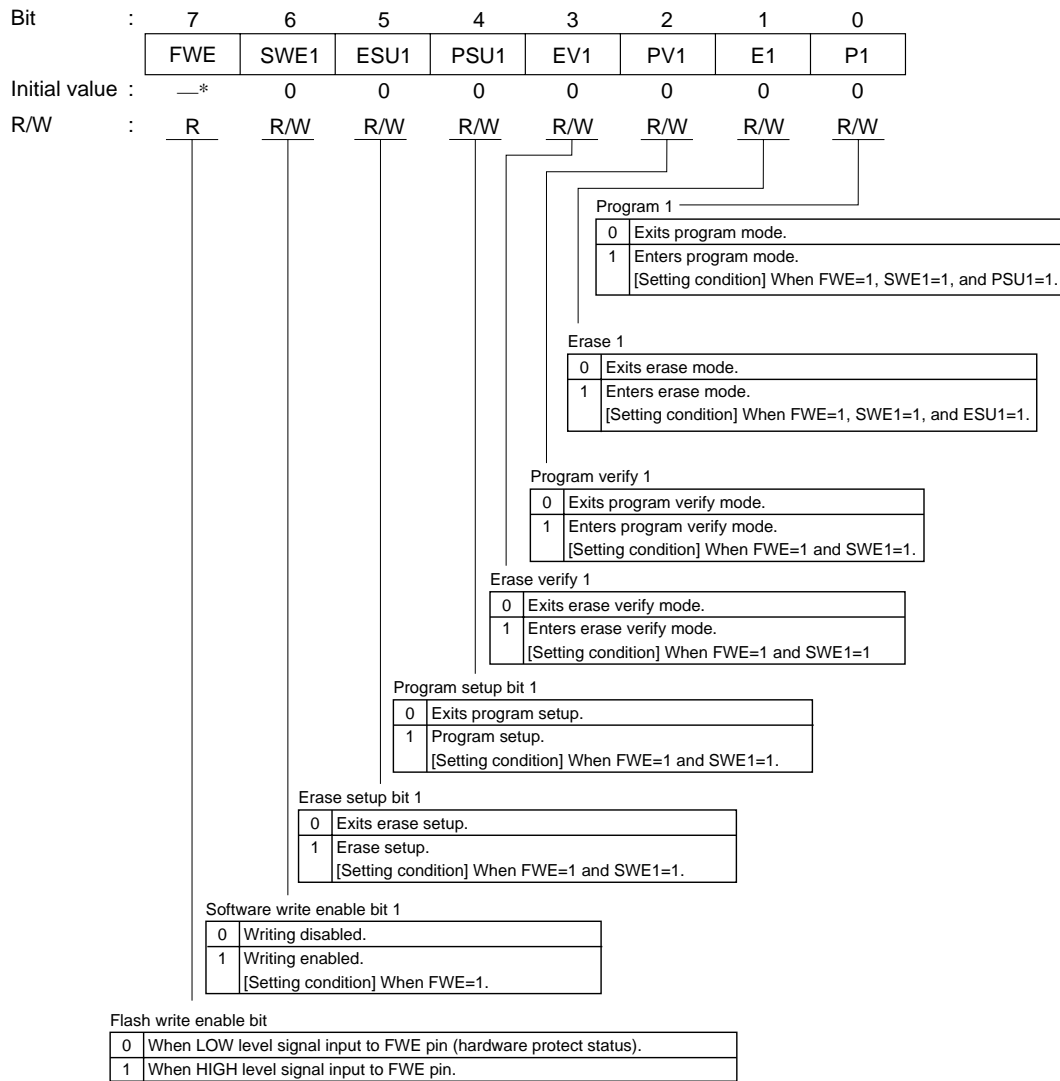 Bit : 7 6 5 4 3 2 1 0
FWE SWE1 ESU1 PSU1 EV1 PV1 E1 P1
Initial value : —* 0 0 0 0 0 0 0
R/W : R R/W R/W R/W R/W R/W R/W R/W
Program 1
0 Exits program mode.
1 Enters program mode.
[Setting condition] When FWE=1, SWE1=1, and PSU1=1.
Erase 1
0 Exits erase mode.
1 Enters erase mode.
[Setting condition] When FWE=1, SWE1=1, and ESU1=1.
Program verify 1
0 Exits program verify mode.
1 Enters program verify mode.
[Setting condition] When FWE=1 and SWE1=1.
Erase verify 1
0 Exits erase verify mode.
1 Enters erase verify mode.
[Setting condition] When FWE=1 and SWE1=1
Program setup bit 1
0 Exits program setup.
1 Program setup.
[Setting condition] When FWE=1 and SWE1=1.
Erase setup bit 1
0 Exits erase setup.
1 Erase setup.
[Setting condition] When FWE=1 and SWE1=1.
Software write enable bit 1
0 Writing disabled.
1 Writing enabled.
[Setting condition] When FWE=1.
Flash write enable bit
0 When LOW level signal input to FWE pin (hardware protect status).
1 When HIGH level signal input to FWE pin.